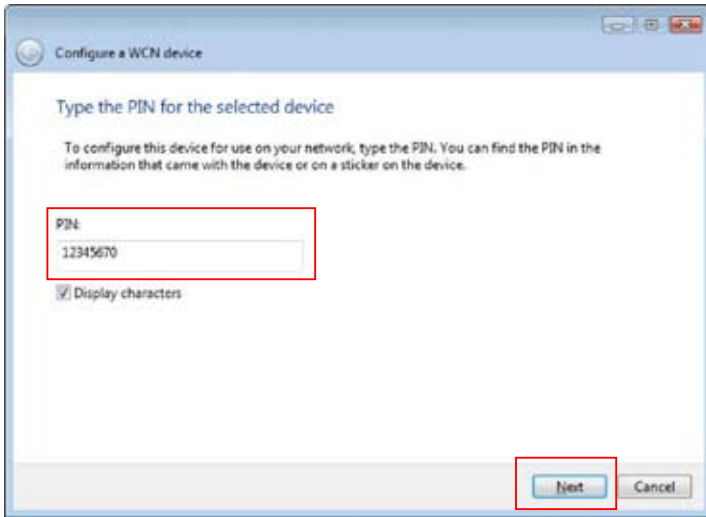 Configure a WCN device
Type the PIN for the selected device
To configure this device for use on your network, type the PIN. You can find the PIN in the
information that came with the device or on a sticker on the device.
PIN:
12345670
Display characters
Next Cancel